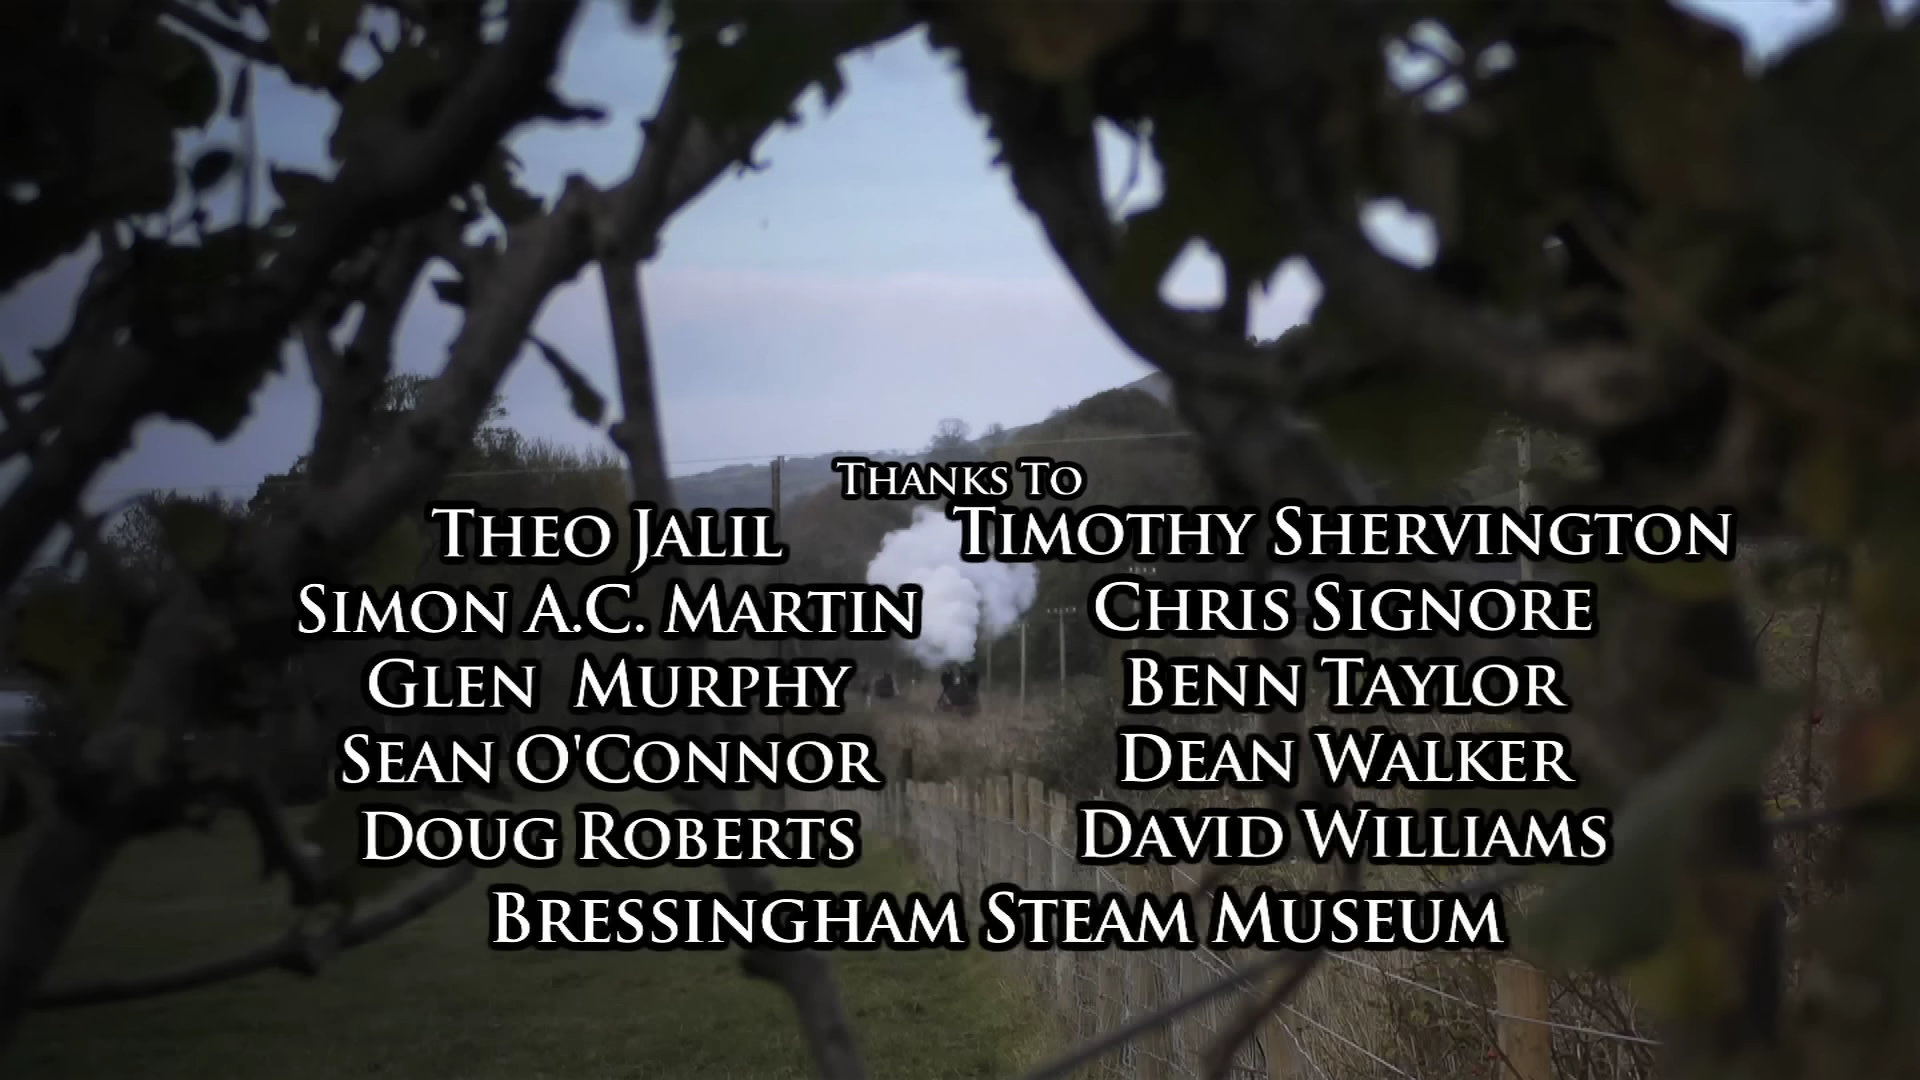 Thanks To
Theo Jalil
Timothy Shervington
Simon A.C. Martin
Chris Signore
Glen Murphy
Benn Taylor
Sean O'Connor
Dean Walker
Doug Roberts
David Williams
Bressingham Steam Museum